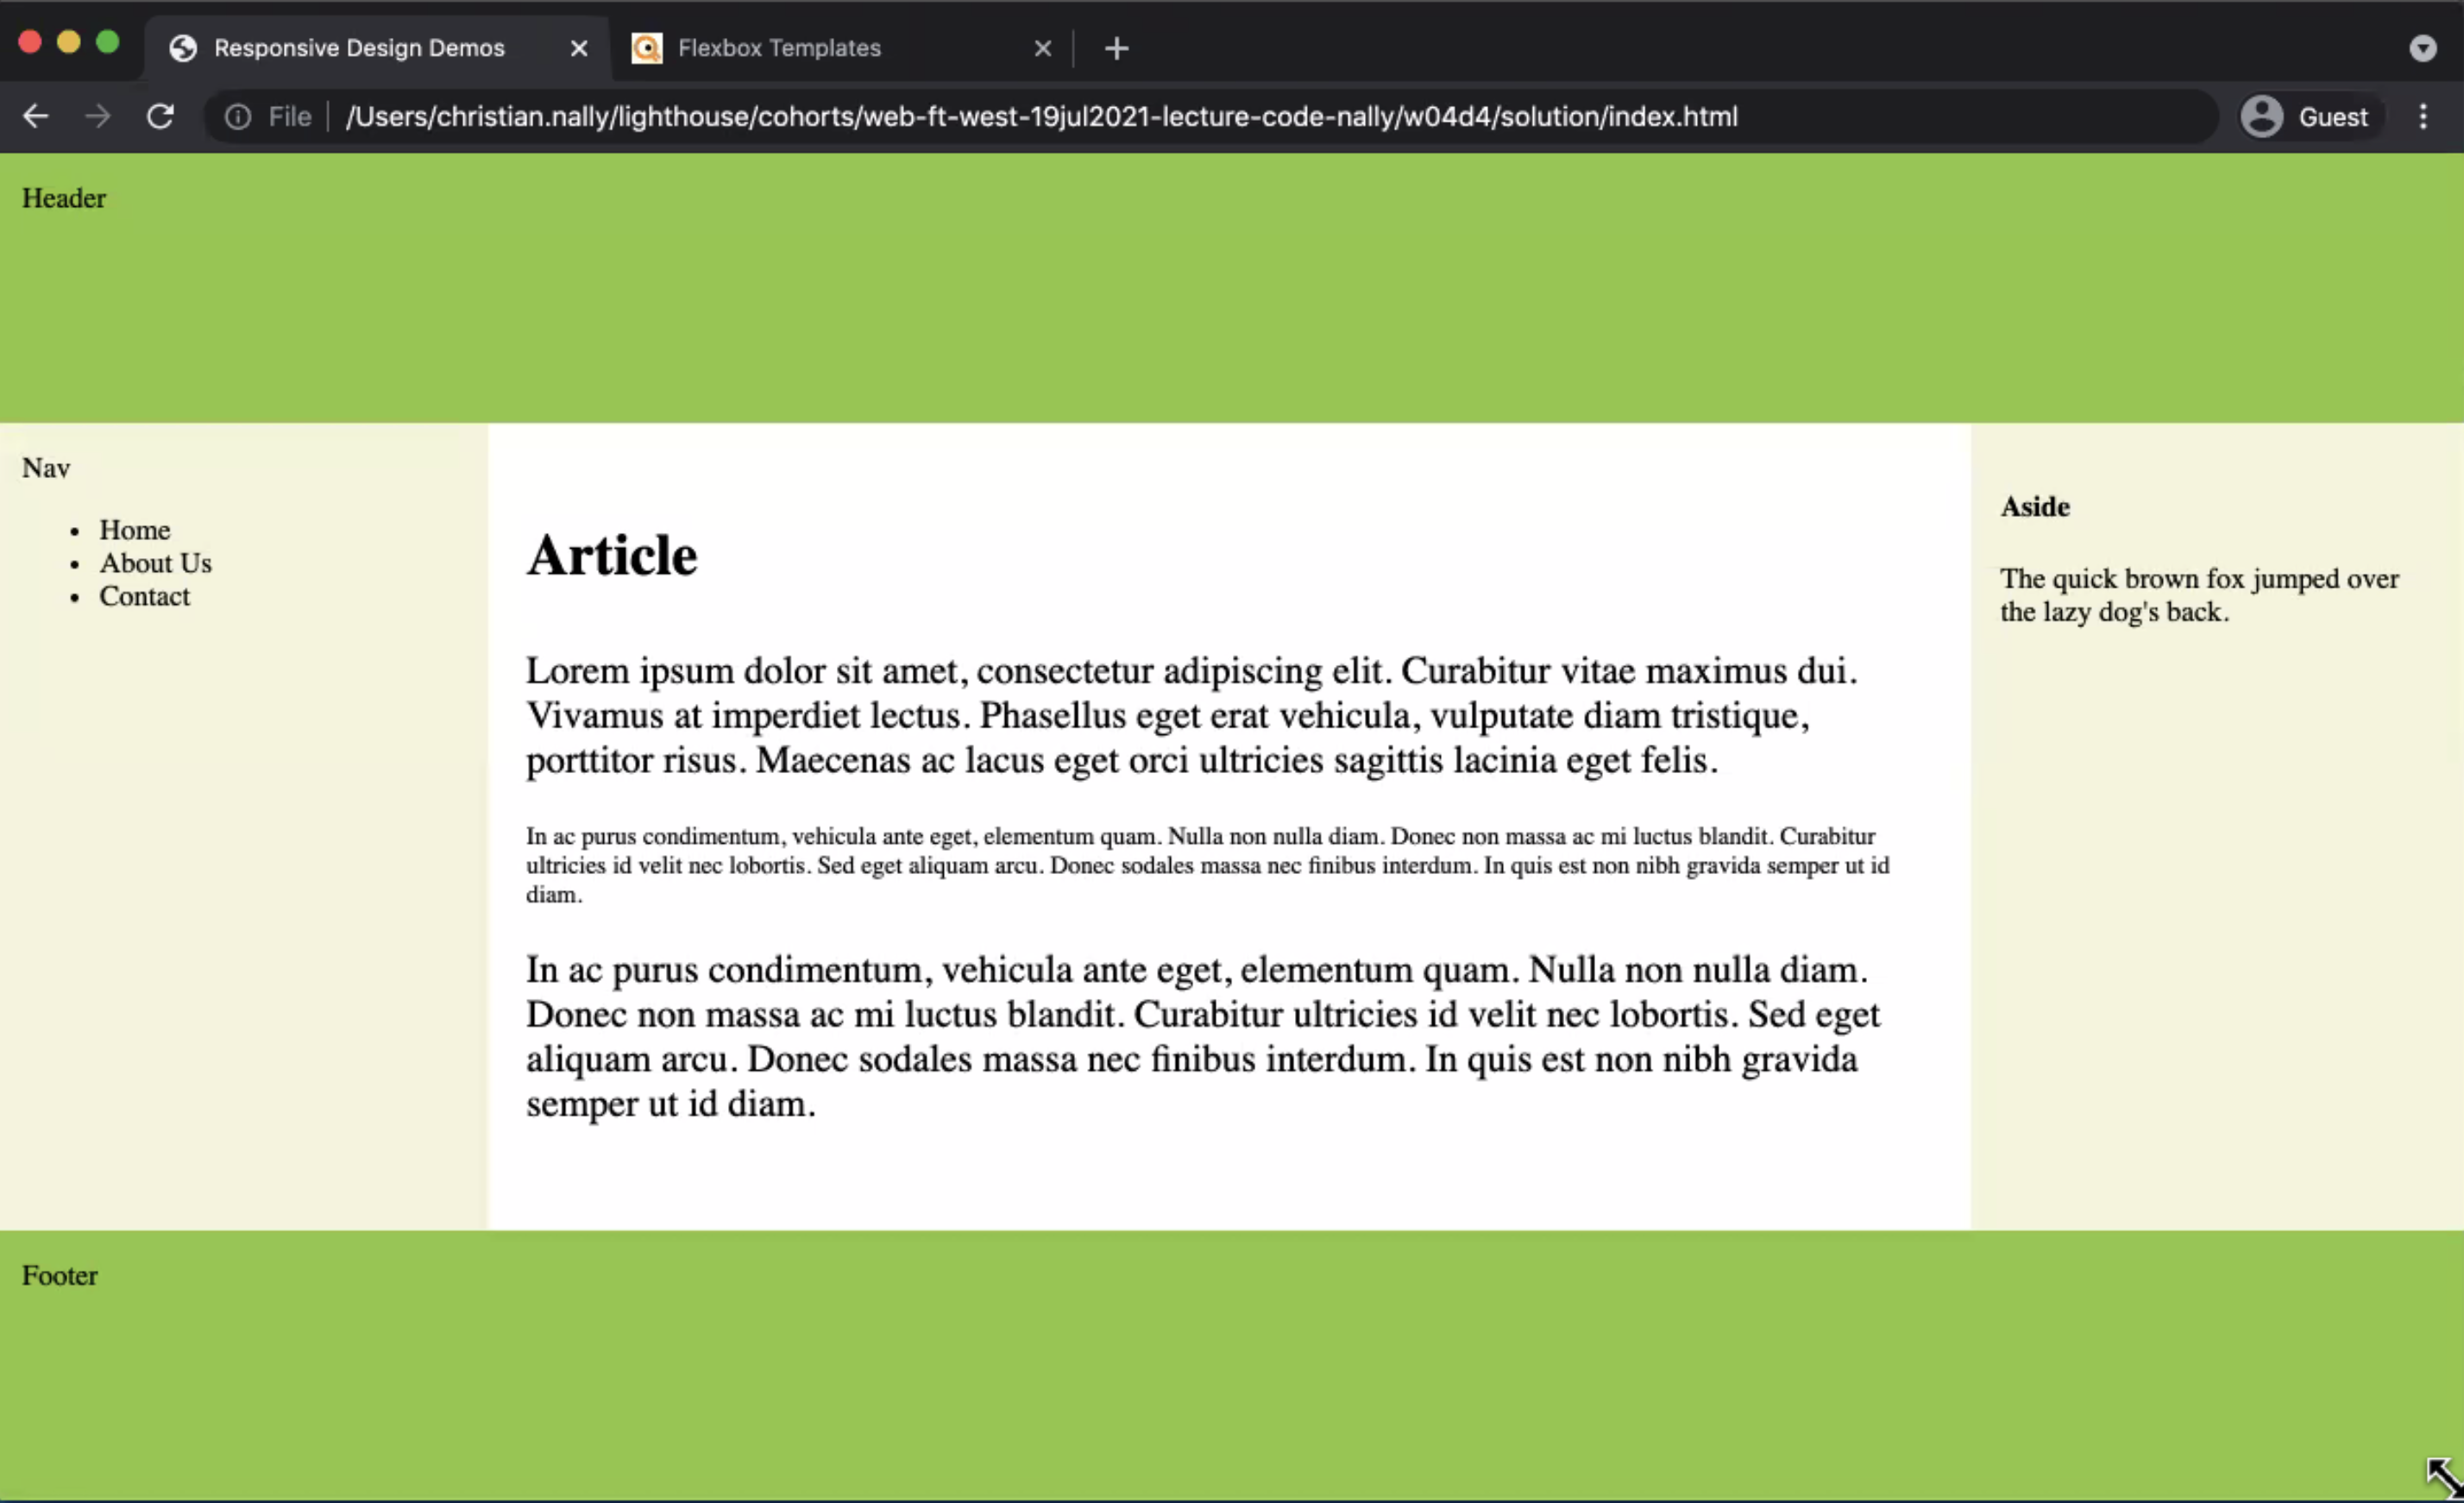 Responsive Design Demos
Flexbox Templates
File
/Users/christian.nally/lighthouse/cohorts/web-ft-west-19jul2021-lecture-code-nally/w04d4/solution/index.html
Guest
Header
Nav
Home
About Us
Contact
Article
Lorem ipsum dolor sit amet, consectetur adipiscing elit. Curabitur vitae maximus dui.
Vivamus at imperdiet lectus. Phasellus eget erat vehicula, vulputate diam tristique,
porttitor risus. Maecenas ac lacus eget orci ultricies sagittis lacinia eget felis.
In ac purus condimentum, vehicula ante eget, elementum quam. Nulla non nulla diam. Donec non massa ac mi luctus blandit. Curabitur
ultricies id velit nec lobortis. Sed eget aliquam arcu. Donec sodales massa nec finibus interdum. In quis est non nibh gravida semper ut id
diam.
In ac purus condimentum, vehicula ante eget, elementum quam. Nulla non nulla diam.
Donec non massa ac mi luctus blandit. Curabitur ultricies id velit nec lobortis. Sed eget
aliquam arcu. Donec sodales massa nec finibus interdum. In quis est non nibh gravida
semper ut id diam.
Aside
The quick brown fox jumped over
the lazy dog's back.
Footer